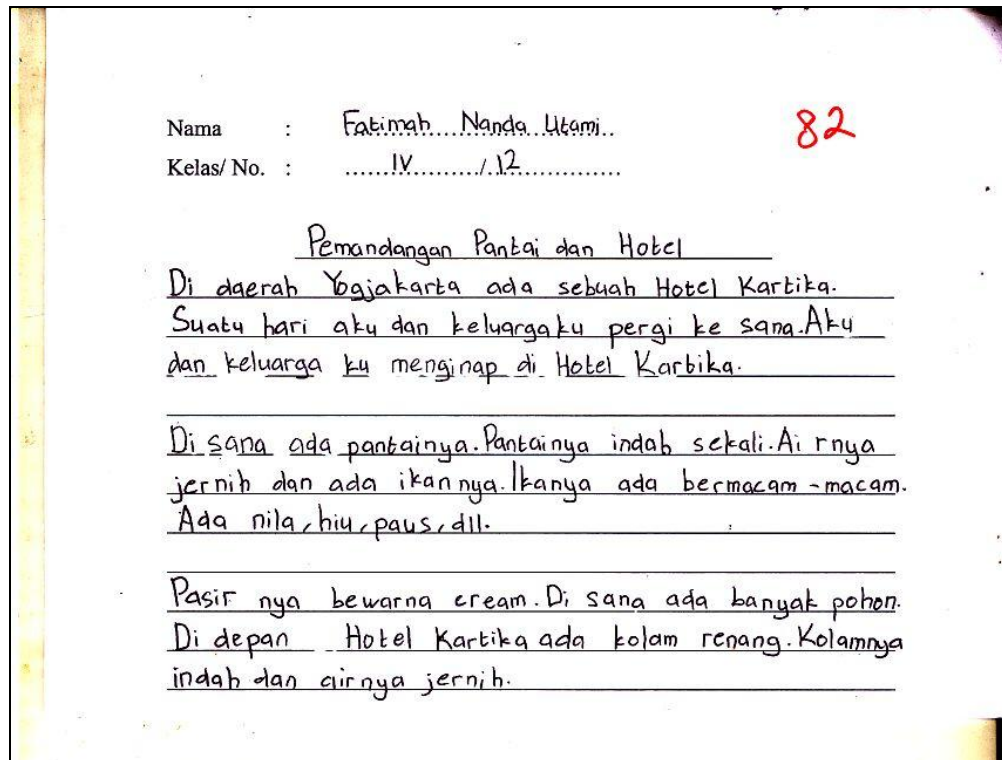 Nama : Fatimah Nanda Utami
82
Kelas/ No. : IV / 12
Pemandangan Pantai dan Hotel
Di daerah Yogjakarta ada sebuah Hotel Kartika.
Suatu hari aku dan keluargaku pergi ke sana. Aku
dan keluarga ku menginap di Hotel Kartika.
Di sana ada pantainya. Pantainya indah sekali. Ai rnya
jernih dan ada ikan nya. Ikanya ada bermacam-macam.
Ada nila, hiu, paus, dll.
Pasir nya bewarna cream. Di sana ada banyak pohon.
Di depan Hotel Kartika ada kolam renang. Kolamnya
indah dan airnya jernih.